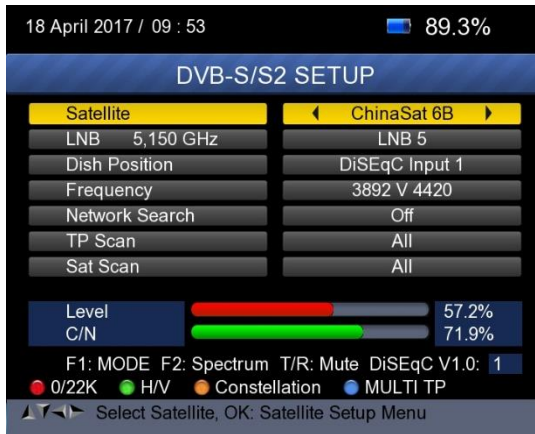 18 April 2017 / 09 : 53 89.3%
DVB-S/S2 SETUP
Satellite ChinaSat 6B
LNB 5,150 GHz LNB 5
Dish Position DiSEqC Input 1
Frequency 3892 V 4420
Network Search Off
TP Scan All
Sat Scan All
Level 57.2%
C/N 71.9%
F1: MODE F2: Spectrum T/R: Mute DiSEqC V1.0: 1
0/22K H/V Constellation MULTI TP
Select Satellite, OK: Satellite Setup Menu